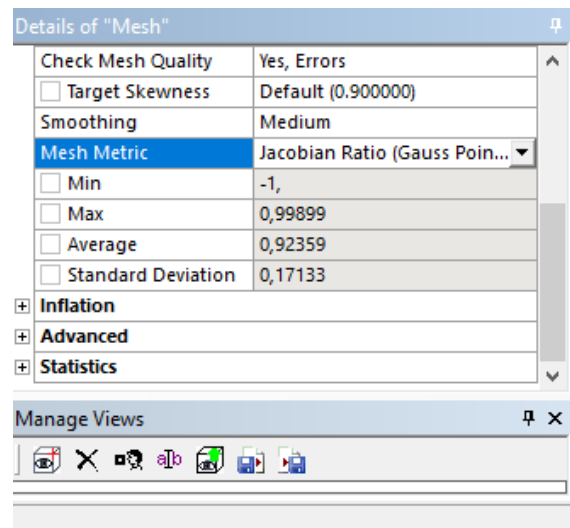 Details of "Mesh"
Check Mesh Quality Yes, Errors
Target Skewness Default (0.900000)
Smoothing Medium
Mesh Metric Jacobian Ratio (Gauss Poin...
Min -1,
Max 0,99899
Average 0,92359
Standard Deviation 0,17133
Inflation
Advanced
Statistics
Manage Views
a]b